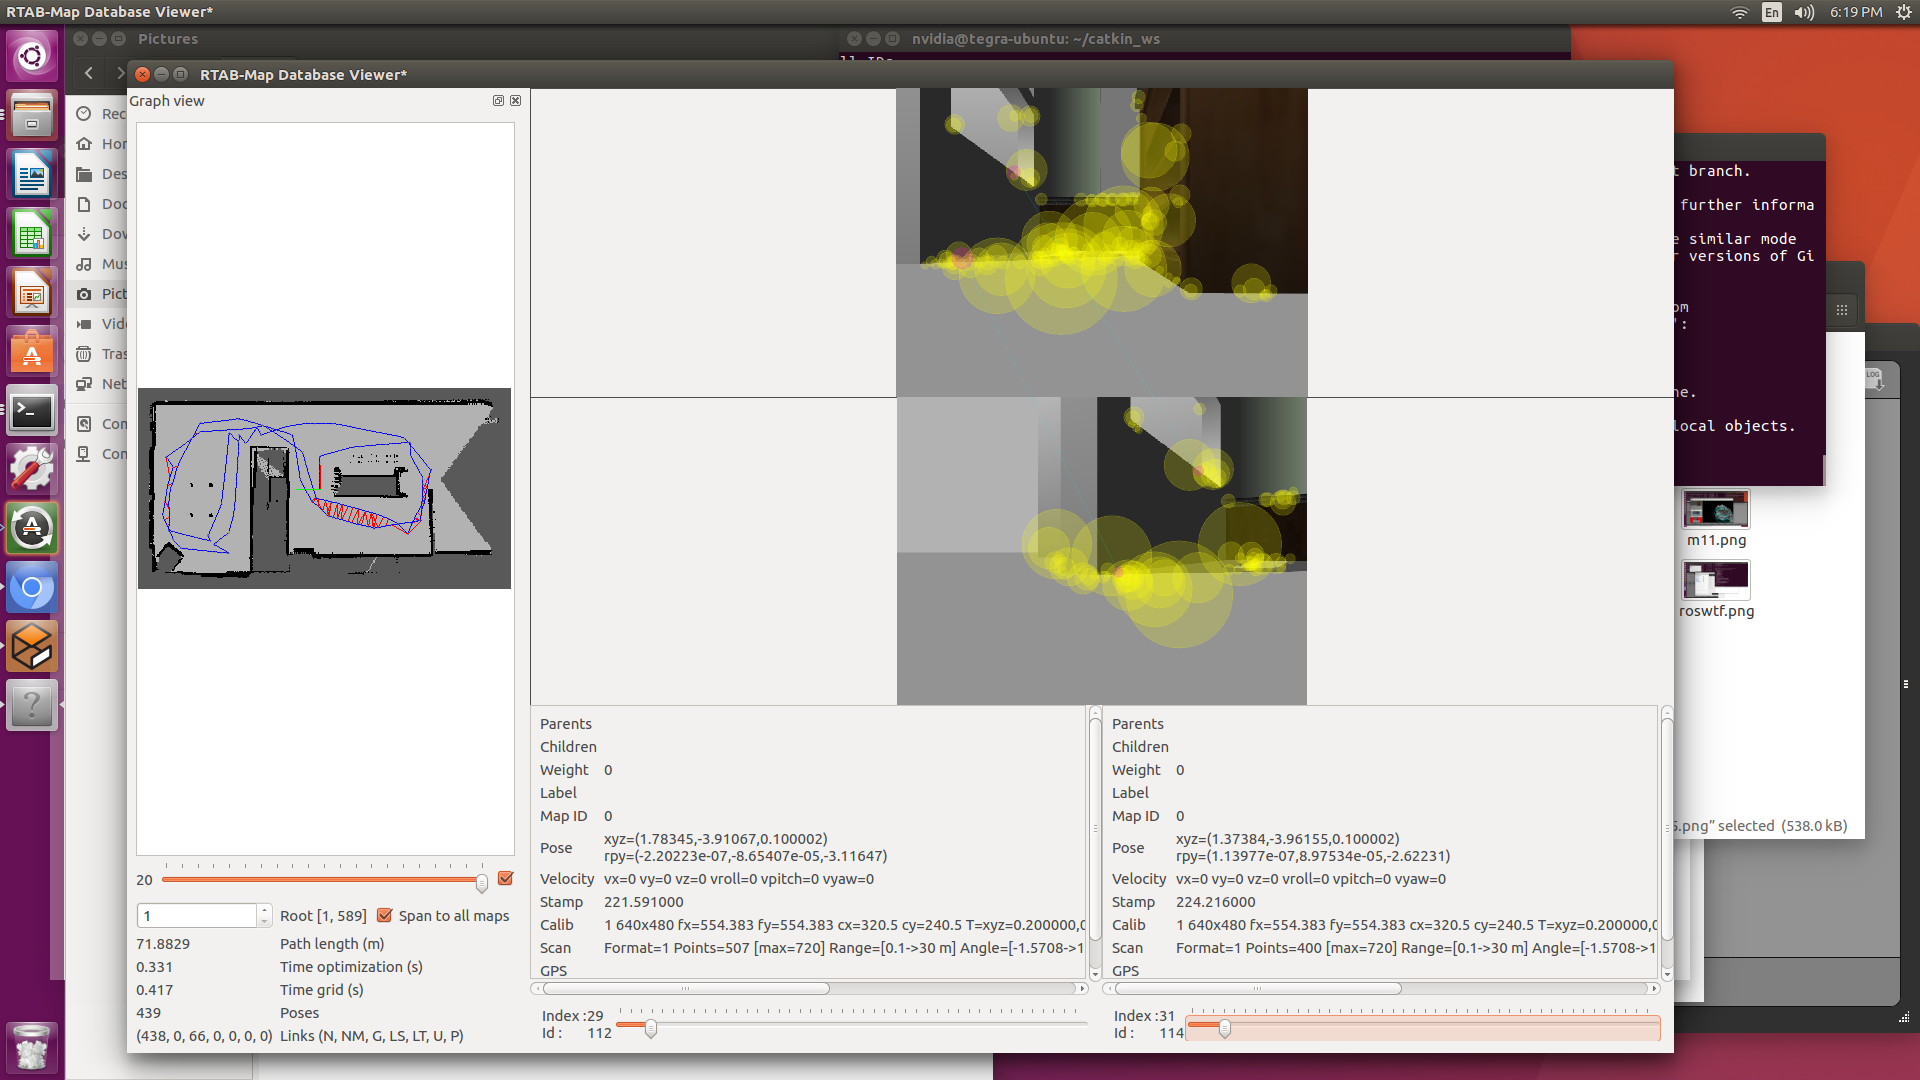 RTAB-Map Database Viewer*
En
6:19 PM
Pictures
nvidia@tegra-ubuntu: ~/catkin_ws
RTAB-Map Database Viewer*
Graph view
Rec
Hor
Des
Doc
Dow
Mus
Pict
Vide
Tras
Net
Con
Con
branch.
further informa
similar mode
versions of Gi
om
':
ne.
local objects.
LOG
m11.png
roswtf.png
.png" selected (538.0 kB)
20
1
Root [1, 589]
Span to all maps
71.8829 Path length (m)
0.331 Time optimization (s)
0.417 Time grid (s)
439 Poses
(438, 0, 66, 0, 0, 0, 0) Links (N, NM, G, LS, LT, U, P)
Parents
Children
Weight 0
Label
Map ID 0
Pose xyz=(1.78345,-3.91067,0.100002)
rpy=(-2.20223e-07,-8.65407e-05,-3.11647)
Velocity vx=0 vy=0 vz=0 vroll=0 vpitch=0 vyaw=0
Stamp 221.591000
Calib 1 640x480 fx=554.383 fy=554.383 cx=320.5 cy=240.5 T=xyz=0.200000,0
Scan Format=1 Points=507 [max=720] Range=[0.1->30 m] Angle=[-1.5708->1
GPS
Index :29
Id : 112
Parents
Children
Weight 0
Label
Map ID 0
Pose xyz=(1.37384,-3.96155,0.100002)
rpy=(1.13977e-07,8.97534e-05,-2.62231)
Velocity vx=0 vy=0 vz=0 vroll=0 vpitch=0 vyaw=0
Stamp 224.216000
Calib 1 640x480 fx=554.383 fy=554.383 cx=320.5 cy=240.5 T=xyz=0.200000,0
Scan Format=1 Points=400 [max=720] Range=[0.1->30 m] Angle=[-1.5708->1
GPS
Index :31
Id : 114